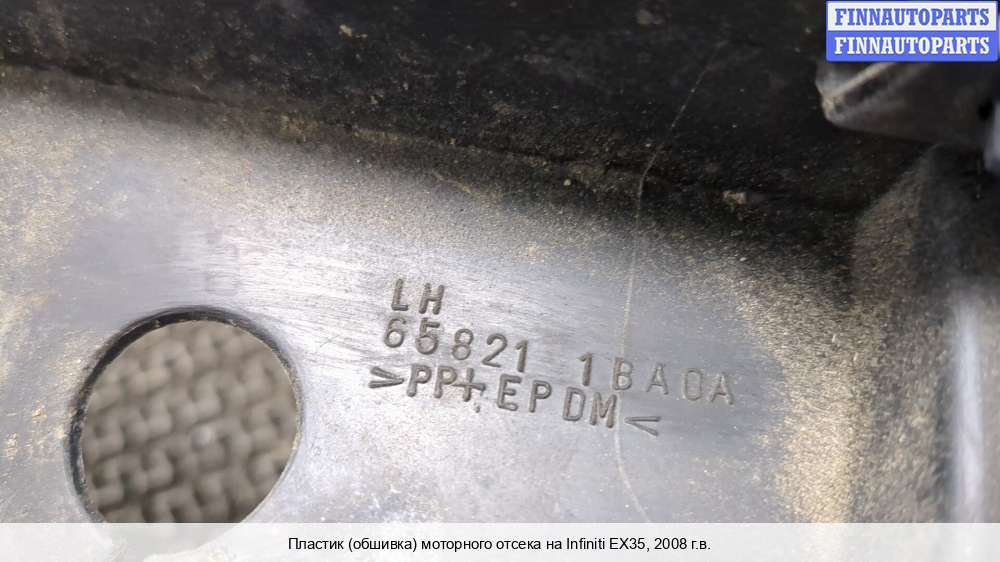 FINNAUTOPARTS
FINNAUTOPARTS
LH
65821 1BA0A
>PP+EPDM<
Пластик (обшивка) моторного отсека на Infiniti EX35, 2008 г.в.